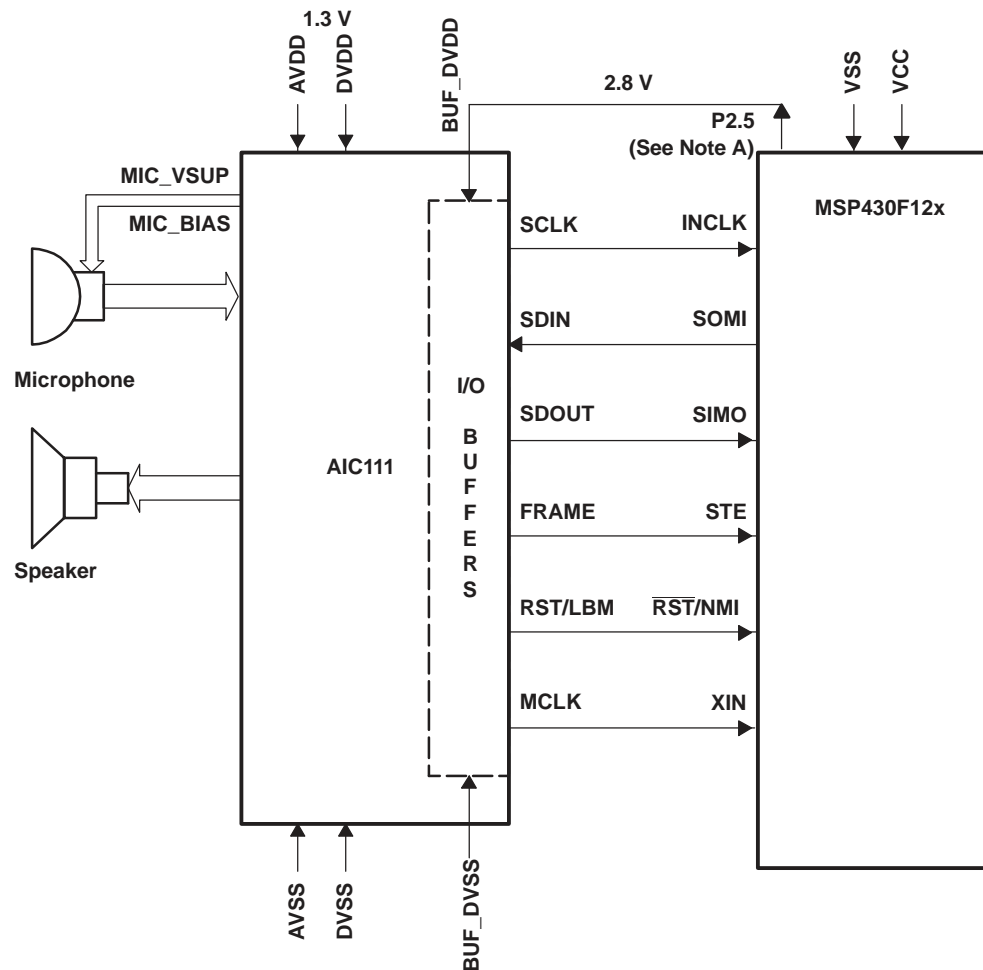 1.3 V
AVDD
DVDD
BUF_DVDD
2.8 V
P2.5
(See Note A)
VSS
VCC
MIC_VSUP
MIC_BIAS
MSP430F12x
SCLK
INCLK
SDIN
SOMI
Microphone
I/O
BUFFERS
SDOUT
SIMO
AIC111
FRAME
STE
Speaker
RST/LBM
R̅S̅T̅/NMI
MCLK
XIN
AVSS
DVSS
BUF_DVSS